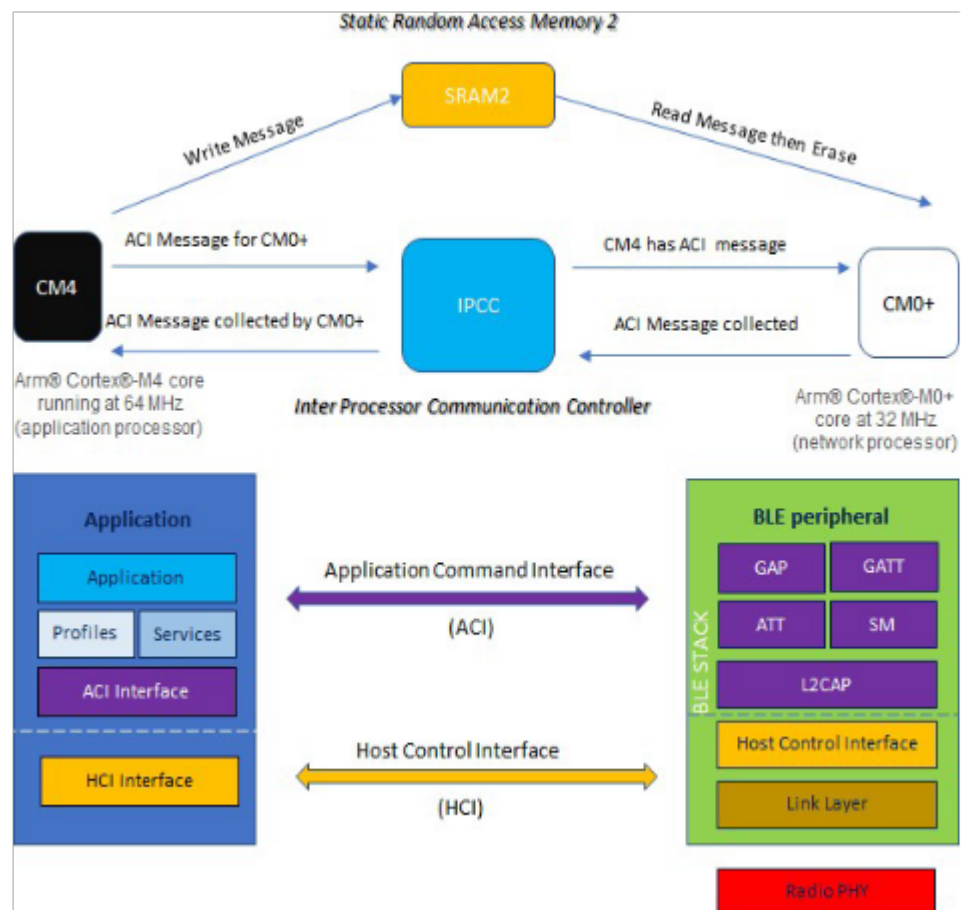 Static Random Access Memory 2
SRAM2
Write Message
Read Message then Erase
ACI Message for CM0+
CM4 has ACI message
CM4
IPCC
CM0+
ACI Message collected by CM0+
ACI Message collected
Arm® Cortex®-M4 core
running at 64 MHz
(application processor)
Inter Processor Communication Controller
Arm® Cortex®-M0+
core at 32 MHz
(network processor)
Application
BLE peripheral
Application
Profiles
Services
ACI Interface
HCI Interface
Application Command Interface
(ACI)
Host Control Interface
(HCI)
BLE STACK
GAP
GATT
ATT
SM
L2CAP
Host Control Interface
Link Layer
Radio PHY